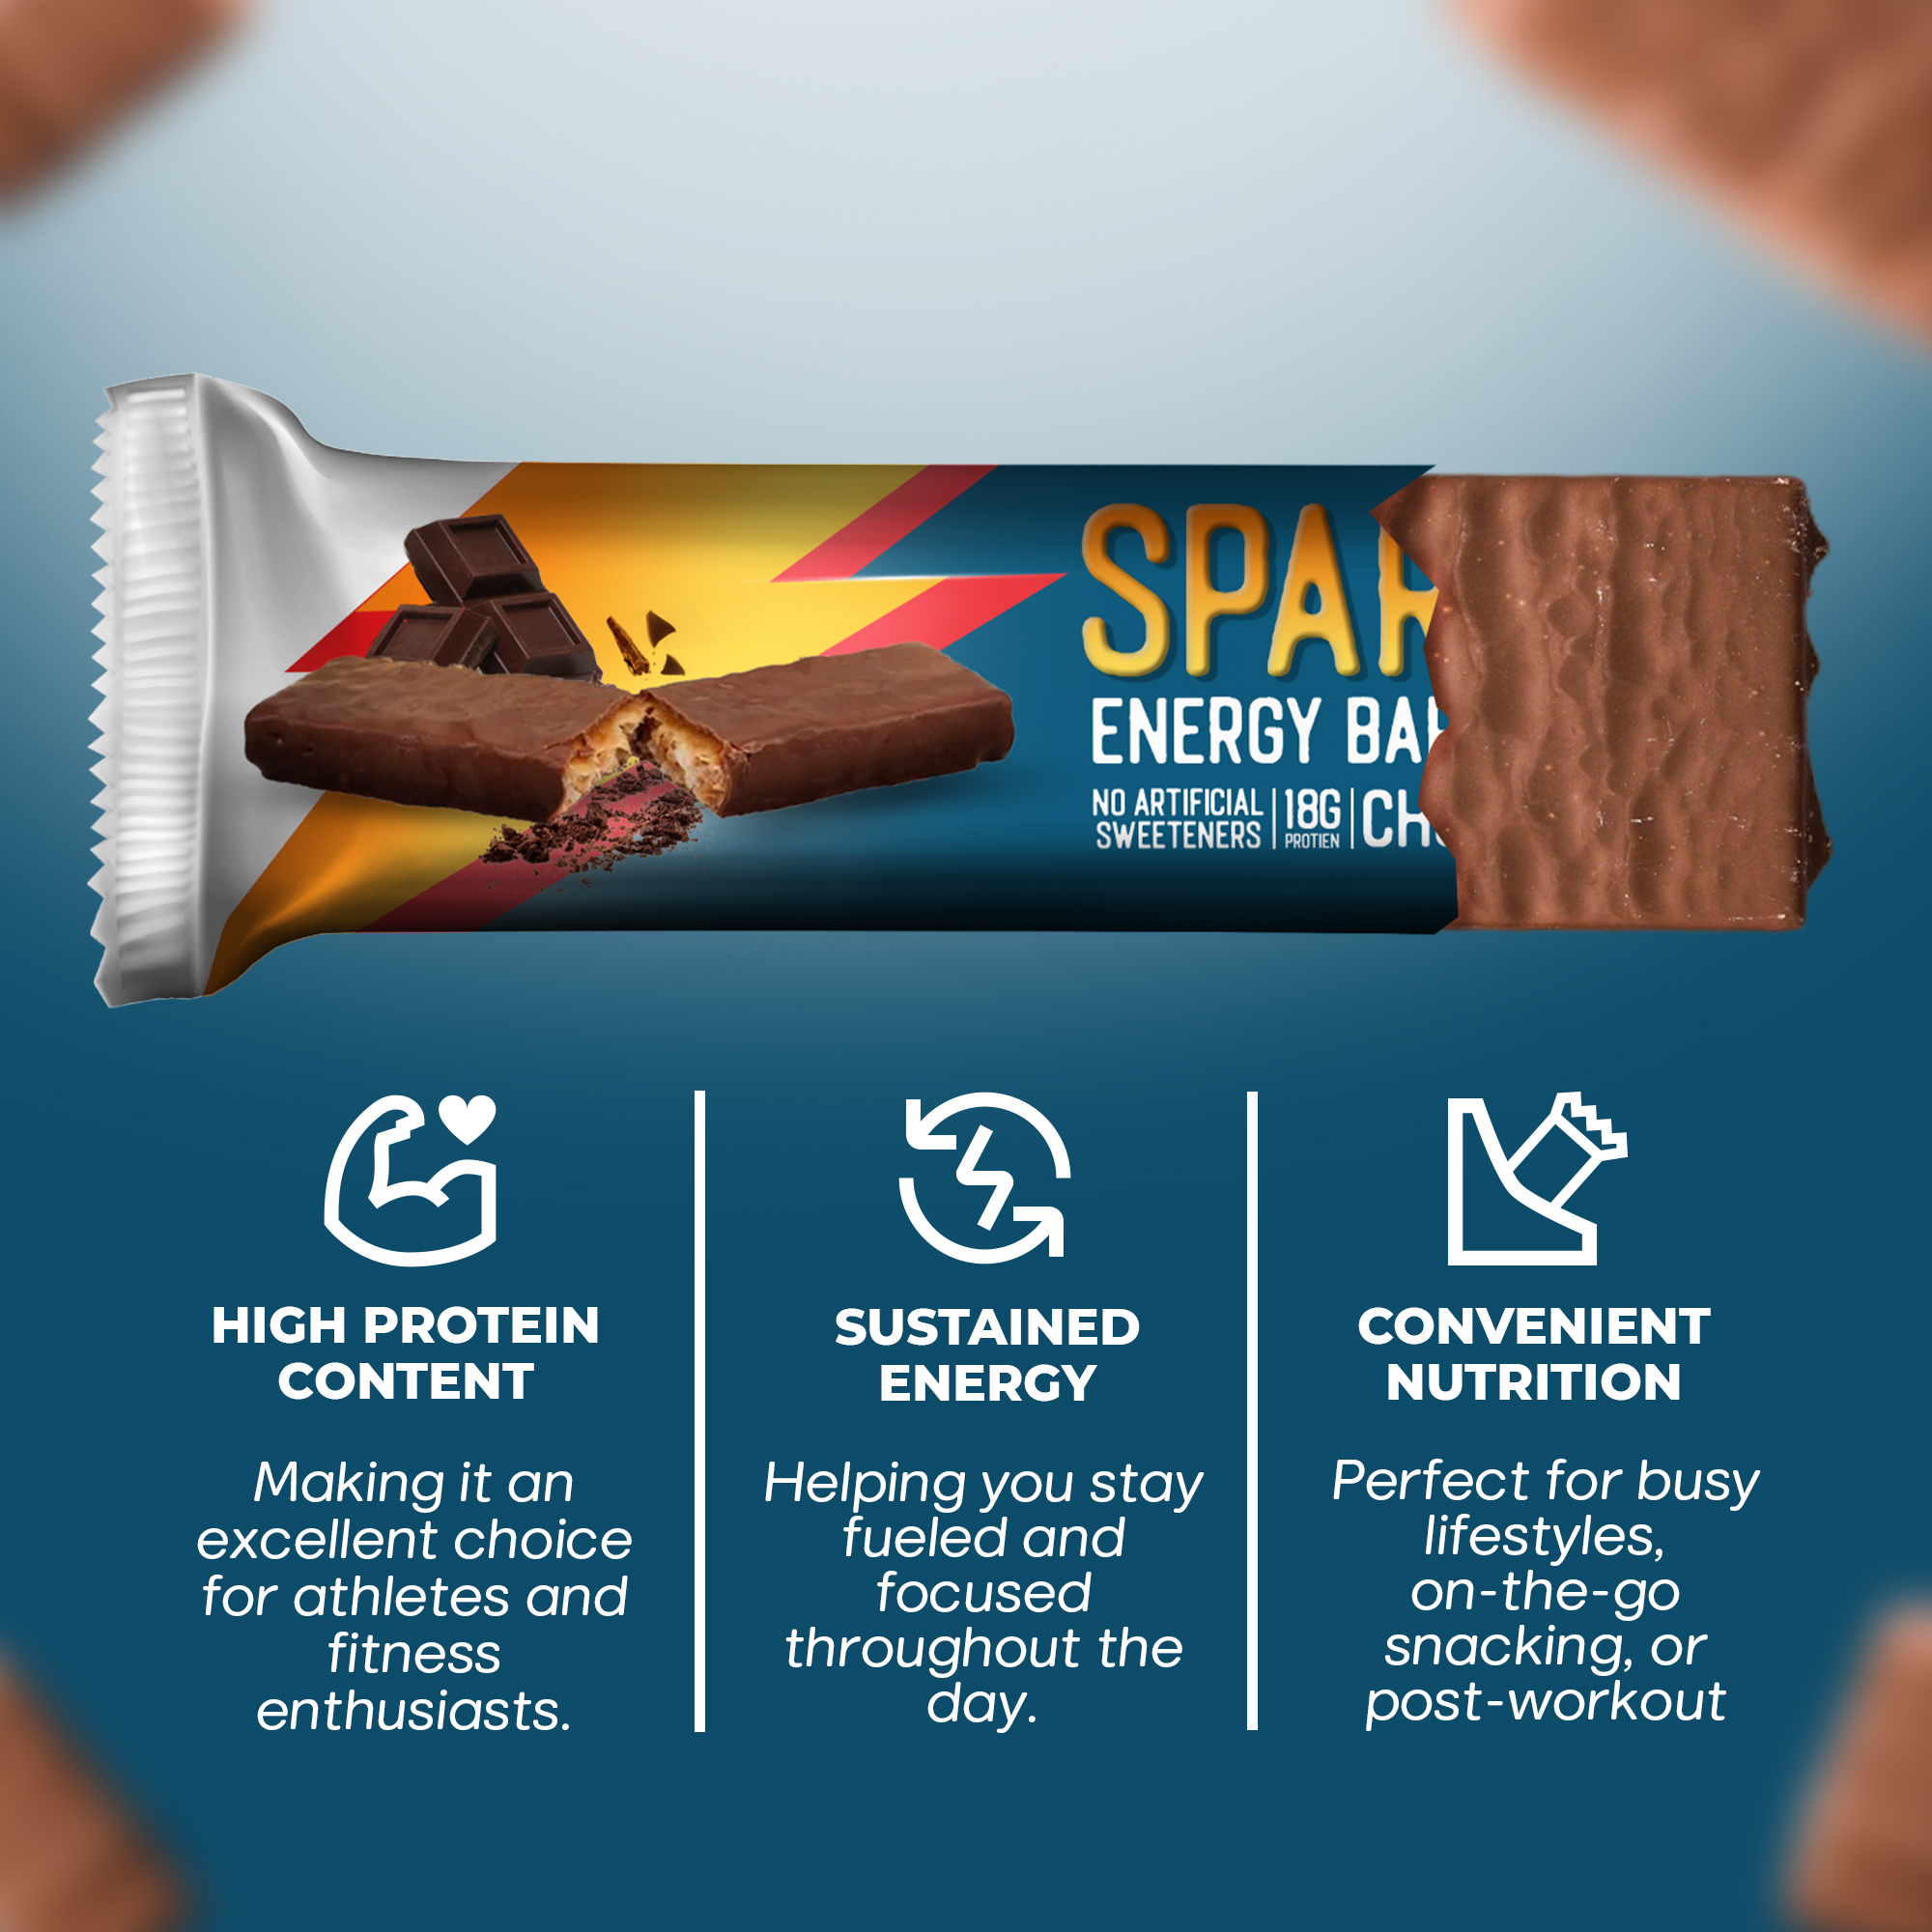 SPAR
ENERGY BAR
NO ARTIFICIAL
SWEETENERS
18G
PROTIEN
CH
HIGH PROTEIN
CONTENT
Making it an
excellent choice
for athletes and
fitness
enthusiasts.
SUSTAINED
ENERGY
Helping you stay
fueled and
focused
throughout the
day.
CONVENIENT
NUTRITION
Perfect for busy
lifestyles,
on-the-go
snacking, or
post-workout